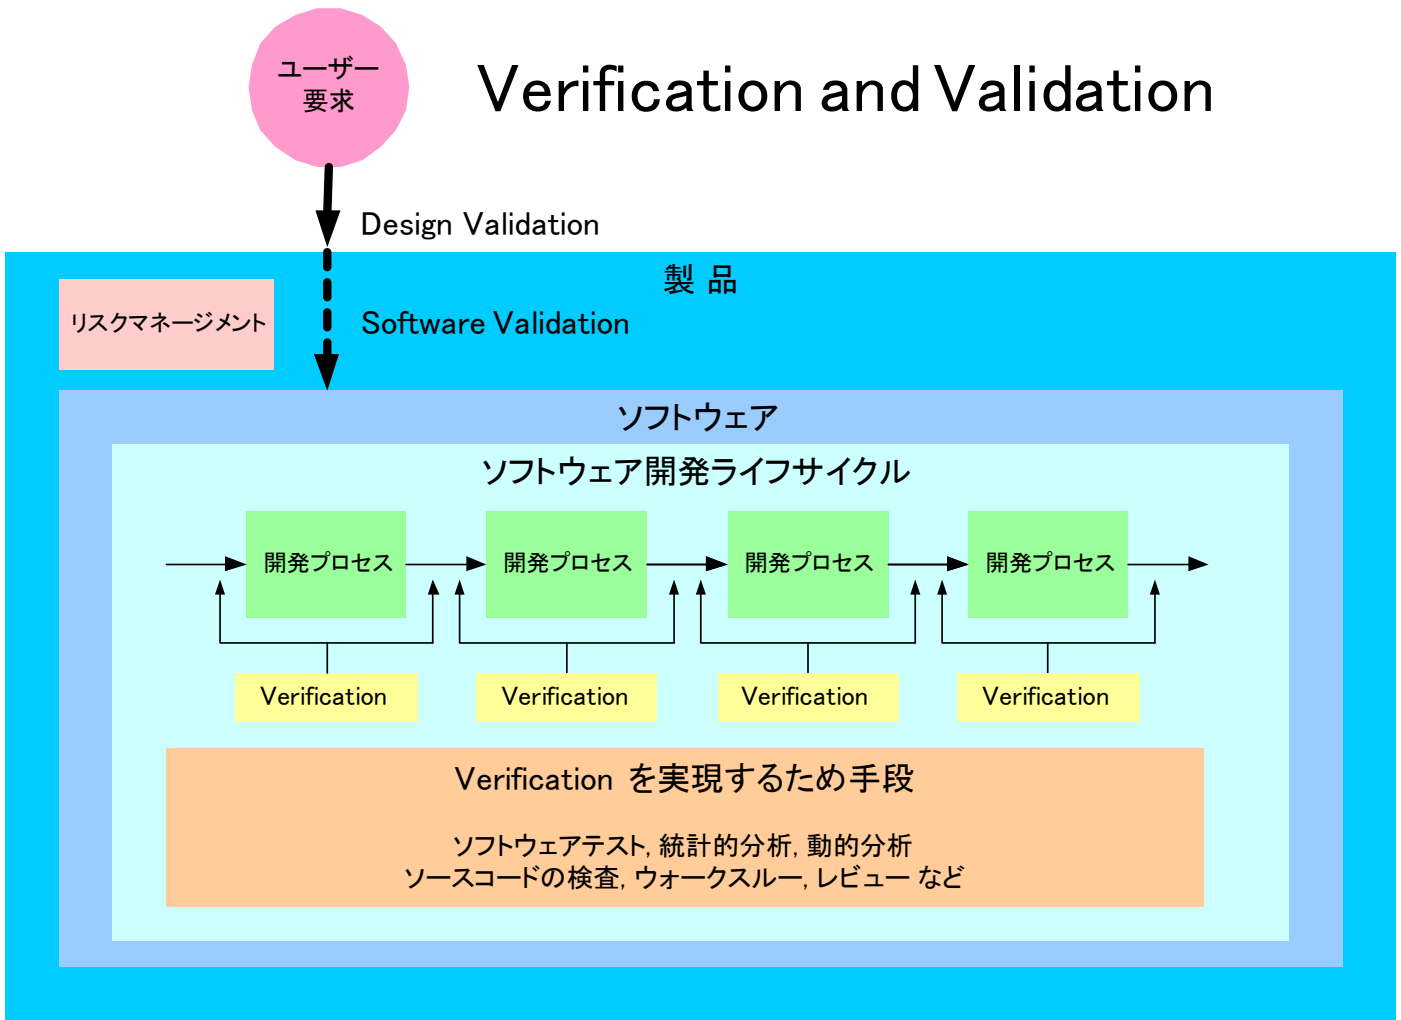 ユーザー
要求
Verification and Validation
Design Validation
製 品
リスクマネージメント
Software Validation
ソフトウェア
ソフトウェア開発ライフサイクル
開発プロセス
開発プロセス
開発プロセス
開発プロセス
Verification
Verification
Verification
Verification
Verification を実現するため手段
ソフトウェアテスト, 統計的分析, 動的分析
ソースコードの検査, ウォークスルー, レビュー など